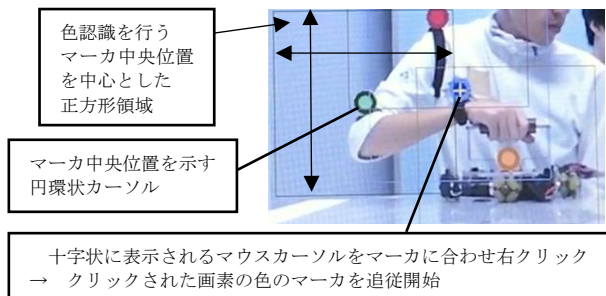 色認識を行う
マーカ中央位置
を中心とした
正方形領域
マーカ中央位置を示す
円環状カーソル
十字状に表示されるマウスカーソルをマーカに合わせ右クリック
→ クリックされた画素の色のマーカを追従開始